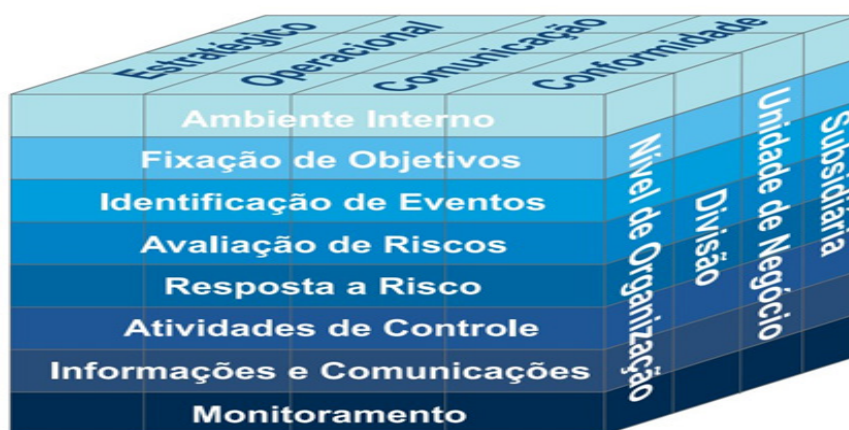 Estratégico
Operacional
Comunicação
Conformidade
Ambiente Interno
Fixação de Objetivos
Identificação de Eventos
Avaliação de Riscos
Resposta a Risco
Atividades de Controle
Informações e Comunicações
Monitoramento
Nível de Organização
Divisão
Unidade de Negócio
Subsidiária